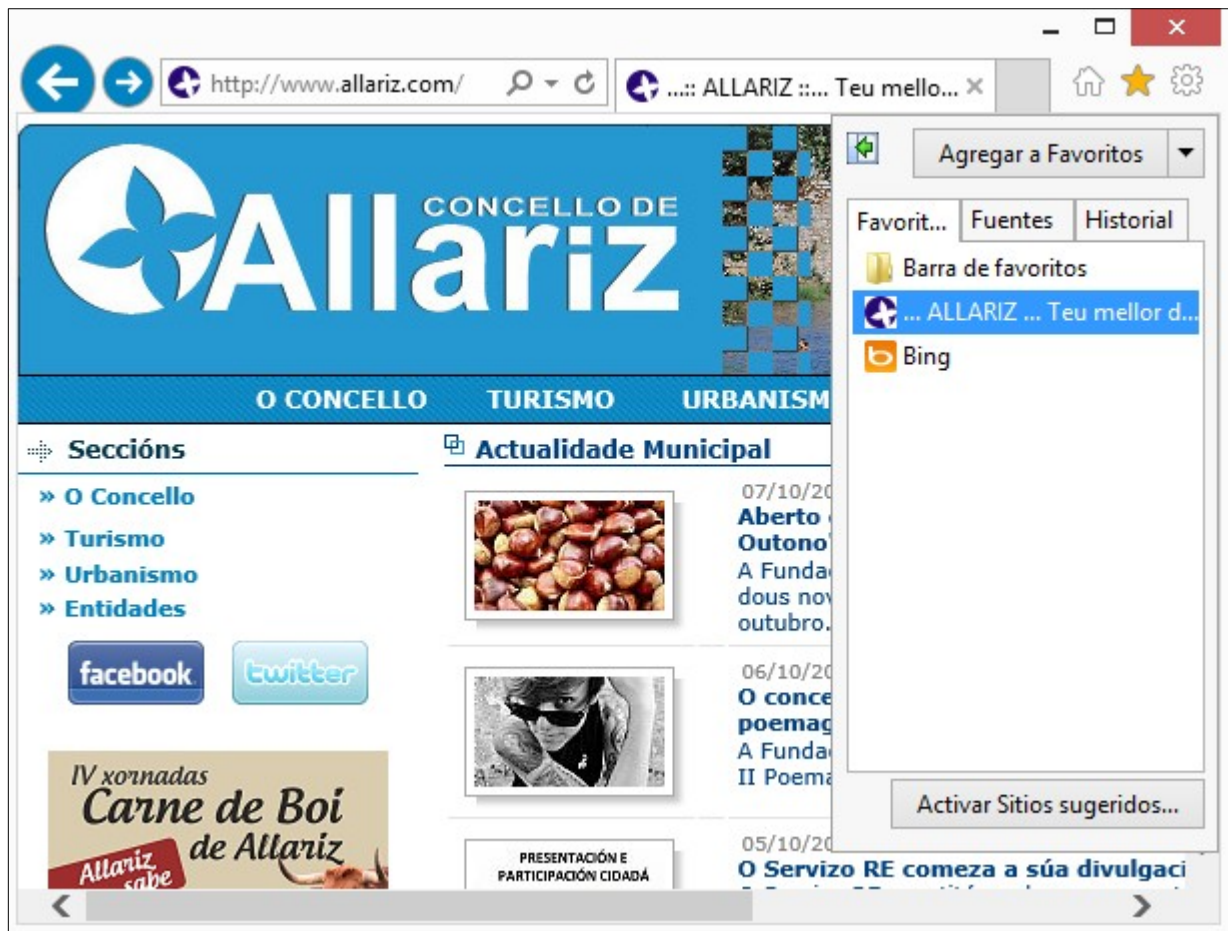 http://www.allariz.com/
...:: ALLARIZ ::... Teu mello...
Agregar a Favoritos
Favorit... Fuentes Historial
Barra de favoritos
... ALLARIZ ... Teu mellor d...
Bing
Activar Sitios sugeridos...
CONCELLO DE
Allariz
O CONCELLO TURISMO URBANISM
Seccións
» O Concello
» Turismo
» Urbanismo
» Entidades
facebook
twitter
IV xornadas
Carne de Boi
de Allariz
Allariz
sabe
Actualidade Municipal
07/10/20
Aberto
Outono
A Funda
dous nov
outubro.
06/10/20
O conce
poemag
A Funda
II Poema
PRESENTACIÓN E
PARTICIPACIÓN CIDADÁ
05/10/20
O Servizo RE comeza a súa divulgaci